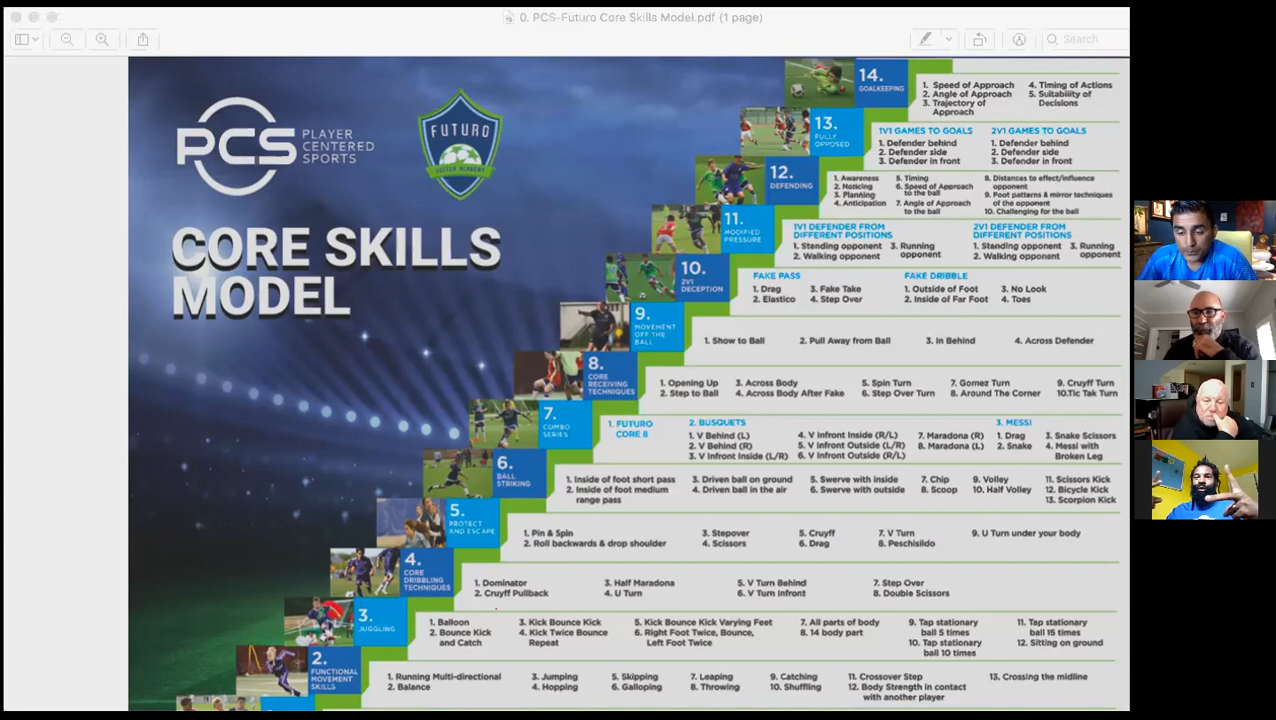 0. PCS-Futuro Core Skills Model.pdf (1 page)
Search
PCS PLAYER CENTERED SPORTS
FUTURO
SOCCER ACADEMY
CORE SKILLS
MODEL
14. GOALKEEPING
1. Speed of Approach
2. Angle of Approach
3. Trajectory of
Approach
4. Timing of Actions
5. Suitability of
Decisions
13. FULLY OPPOSED
1V1 GAMES TO GOALS
1. Defender behind
2. Defender side
3. Defender in front
2V1 GAMES TO GOALS
1. Defender behind
2. Defender side
3. Defender in front
12. DEFENDING
1. Awareness
2. Noticing
3. Planning
4. Anticipation
5. Timing
6. Speed of Approach
to the ball
7. Angle of Approach
to the ball
8. Distances to effect/influence
opponent
9. Foot patterns & mirror techniques
of the opponent
10. Challenging for the ball
11. MODIFIED PRESSURE
1V1 DEFENDER FROM
DIFFERENT POSITIONS
1. Standing opponent
2. Walking opponent
3. Running
opponent
2V1 DEFENDER FROM
DIFFERENT POSITIONS
1. Standing opponent
2. Walking opponent
3. Running
opponent
10. 2V1 DECEPTION
FAKE PASS
1. Drag
2. Elastico
3. Fake Take
4. Step Over
FAKE DRIBBLE
1. Outside of Foot
2. Inside of Far Foot
3. No Look
4. Toes
9. MOVEMENT OFF THE BALL
1. Show to Ball
2. Pull Away from Ball
3. In Behind
4. Across Defender
8. CORE RECEIVING TECHNIQUES
1. Opening Up
2. Step to Ball
3. Across Body
4. Across Body After Fake
5. Spin Turn
6. Step Over Turn
7. Gomez Turn
8. Around The Corner
9. Cruyff Turn
10.Tic Tak Turn
7. COMBO SERIES
1. FUTURO
CORE 8
2. BUSQUETS
1. V Behind (L)
2. V Behind (R)
3. V Infront Inside (L/R)
4. V Infront Inside (R/L)
5. V Infront Outside (L/R)
6. V Infront Outside (R/L)
7. Maradona (R)
8. Maradona (L)
3. MESSI
1. Drag
2. Snake
3. Snake Scissors
4. Messi with
Broken Leg
6. BALL STRIKING
1. Inside of foot short pass
2. Inside of foot medium
range pass
3. Driven ball on ground
4. Driven ball in the air
5. Swerve with inside
6. Swerve with outside
7. Chip
8. Scoop
9. Volley
10. Half Volley
11. Scissors Kick
12. Bicycle Kick
13. Scorpion Kick
5. PROTECT AND ESCAPE
1. Pin & Spin
2. Roll backwards & drop shoulder
3. Stepover
4. Scissors
5. Cruyff
6. Drag
7. V Turn
8. Peschisildo
9. U Turn under your body
4. CORE DRIBBLING TECHNIQUES
1. Dominator
2. Cruyff Pullback
3. Half Maradona
4. U Turn
5. V Turn Behind
6. V Turn Infront
7. Step Over
8. Double Scissors
3. JUGGLING
1. Balloon
2. Bounce Kick
and Catch
3. Kick Bounce Kick
4. Kick Twice Bounce
Repeat
5. Kick Bounce Kick Varying Feet
6. Right Foot Twice, Bounce,
Left Foot Twice
7. All parts of body
8. 14 body part
9. Tap stationary
ball 5 times
10. Tap stationary
ball 10 times
11. Tap stationary
ball 15 times
12. Sitting on ground
2. FUNCTIONAL MOVEMENT SKILLS
1. Running Multi-directional
2. Balance
3. Jumping
4. Hopping
5. Skipping
6. Galloping
7. Leaping
8. Throwing
9. Catching
10. Shuffling
11. Crossover Step
12. Body Strength in contact
with another player
13. Crossing the midline